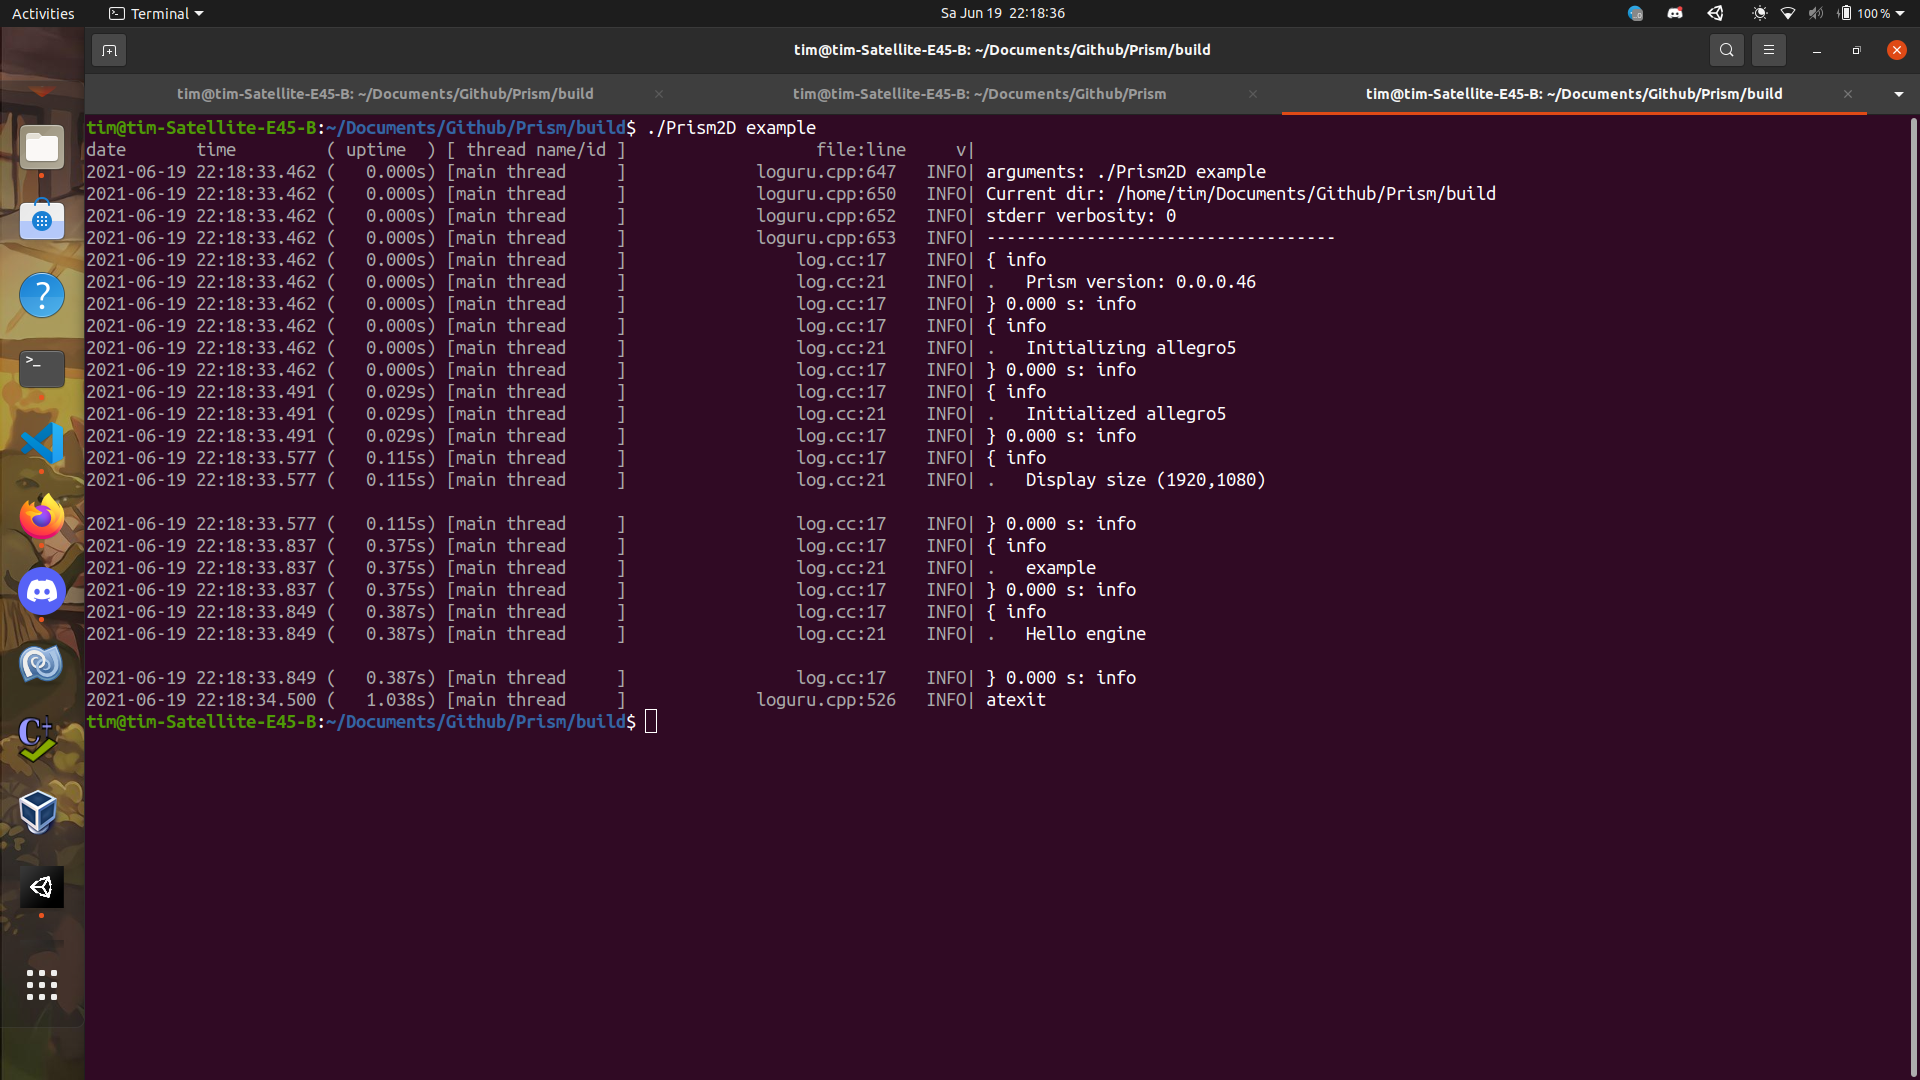 Activities Terminal Sa Jun 19 22:18:36 100 %
tim@tim-Satellite-E45-B: ~/Documents/Github/Prism/build
tim@tim-Satellite-E45-B: ~/Documents/Github/Prism/build × tim@tim-Satellite-E45-B: ~/Documents/Github/Prism × tim@tim-Satellite-E45-B: ~/Documents/Github/Prism/build ×
tim@tim-Satellite-E45-B:~/Documents/Github/Prism/build$ ./Prism2D example
date       time         ( uptime  ) [ thread name/id ]                   file:line     v|
2021-06-19 22:18:33.462 (   0.000s) [main thread     ]             loguru.cpp:647   INFO| arguments: ./Prism2D example
2021-06-19 22:18:33.462 (   0.000s) [main thread     ]             loguru.cpp:650   INFO| Current dir: /home/tim/Documents/Github/Prism/build
2021-06-19 22:18:33.462 (   0.000s) [main thread     ]             loguru.cpp:652   INFO| stderr verbosity: 0
2021-06-19 22:18:33.462 (   0.000s) [main thread     ]             loguru.cpp:653   INFO| -----------------------------------
2021-06-19 22:18:33.462 (   0.000s) [main thread     ]                 log.cc:17    INFO| { info
2021-06-19 22:18:33.462 (   0.000s) [main thread     ]                 log.cc:21    INFO| .   Prism version: 0.0.0.46
2021-06-19 22:18:33.462 (   0.000s) [main thread     ]                 log.cc:17    INFO| } 0.000 s: info
2021-06-19 22:18:33.462 (   0.000s) [main thread     ]                 log.cc:17    INFO| { info
2021-06-19 22:18:33.462 (   0.000s) [main thread     ]                 log.cc:21    INFO| .   Initializing allegro5
2021-06-19 22:18:33.462 (   0.000s) [main thread     ]                 log.cc:17    INFO| } 0.000 s: info
2021-06-19 22:18:33.491 (   0.029s) [main thread     ]                 log.cc:17    INFO| { info
2021-06-19 22:18:33.491 (   0.029s) [main thread     ]                 log.cc:21    INFO| .   Initialized allegro5
2021-06-19 22:18:33.491 (   0.029s) [main thread     ]                 log.cc:17    INFO| } 0.000 s: info
2021-06-19 22:18:33.577 (   0.115s) [main thread     ]                 log.cc:17    INFO| { info
2021-06-19 22:18:33.577 (   0.115s) [main thread     ]                 log.cc:21    INFO| .   Display size (1920,1080)
2021-06-19 22:18:33.577 (   0.115s) [main thread     ]                 log.cc:17    INFO| } 0.000 s: info
2021-06-19 22:18:33.837 (   0.375s) [main thread     ]                 log.cc:17    INFO| { info
2021-06-19 22:18:33.837 (   0.375s) [main thread     ]                 log.cc:21    INFO| .   example
2021-06-19 22:18:33.837 (   0.375s) [main thread     ]                 log.cc:17    INFO| } 0.000 s: info
2021-06-19 22:18:33.849 (   0.387s) [main thread     ]                 log.cc:17    INFO| { info
2021-06-19 22:18:33.849 (   0.387s) [main thread     ]                 log.cc:21    INFO| .   Hello engine
2021-06-19 22:18:33.849 (   0.387s) [main thread     ]                 log.cc:17    INFO| } 0.000 s: info
2021-06-19 22:18:34.500 (   1.038s) [main thread     ]             loguru.cpp:526   INFO| atexit
tim@tim-Satellite-E45-B:~/Documents/Github/Prism/build$